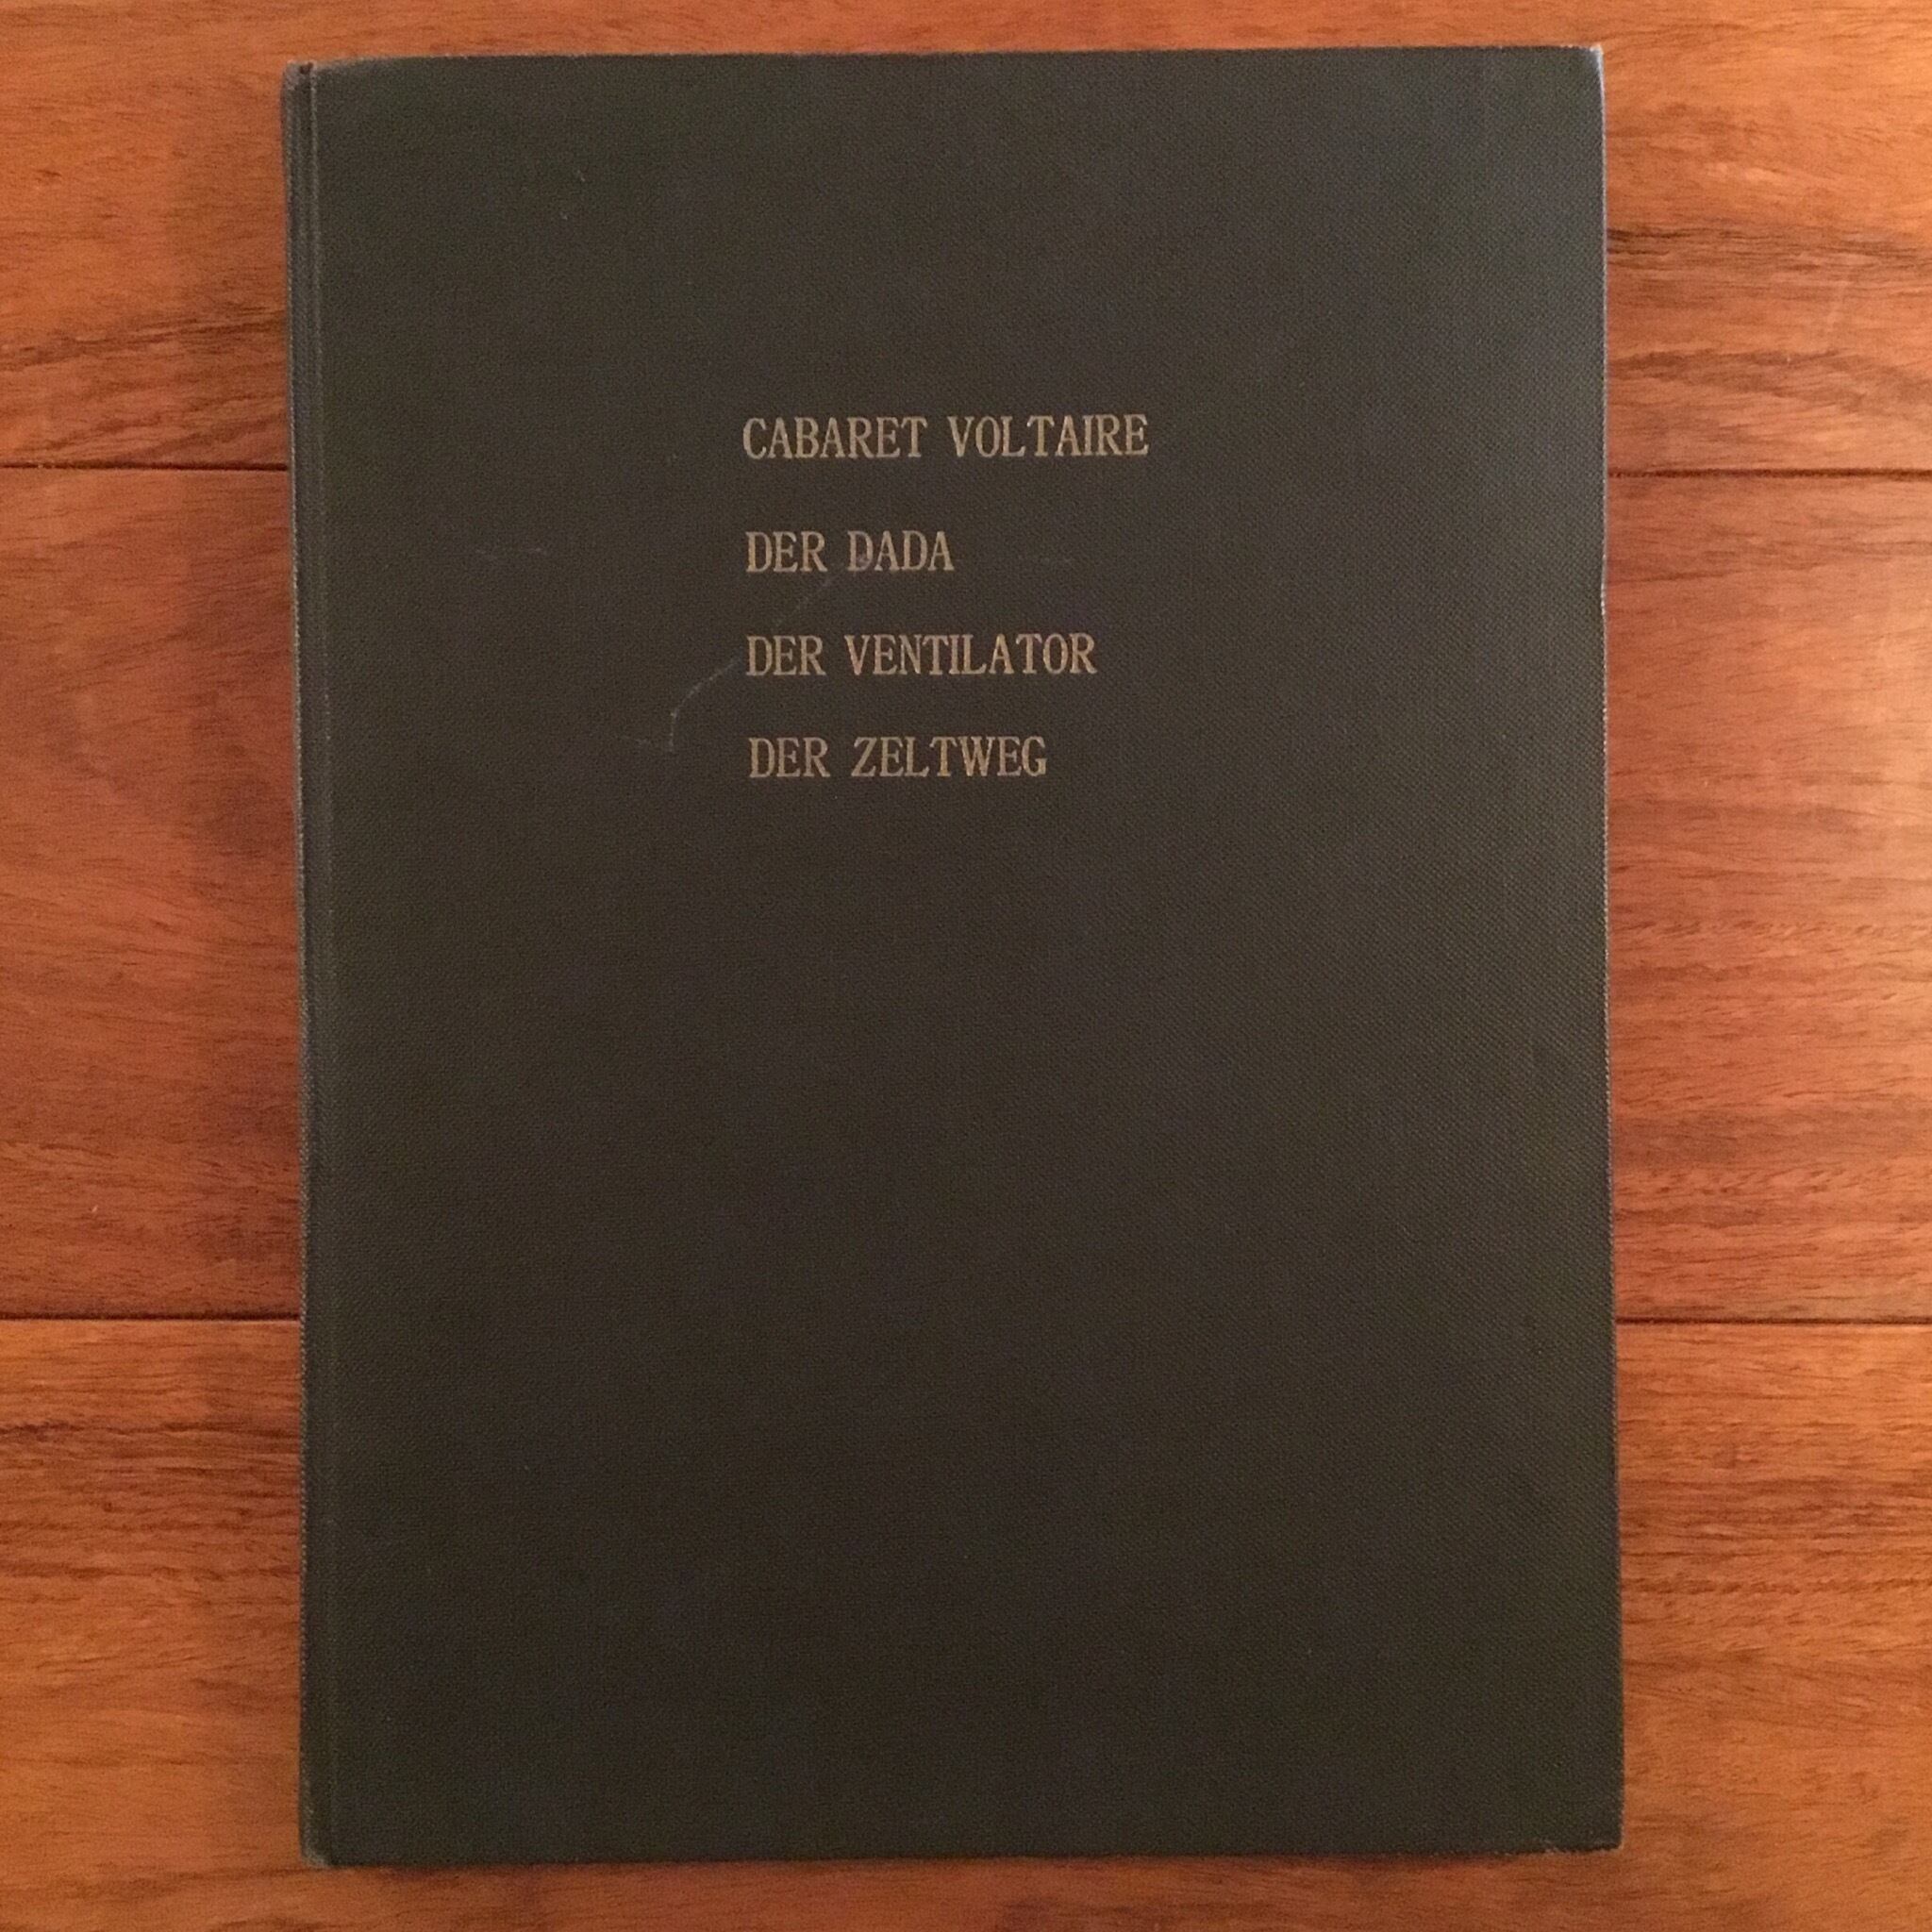 CABARET VOLTAIRE
DER DADA
DER VENTILATOR
DER ZELTWEG